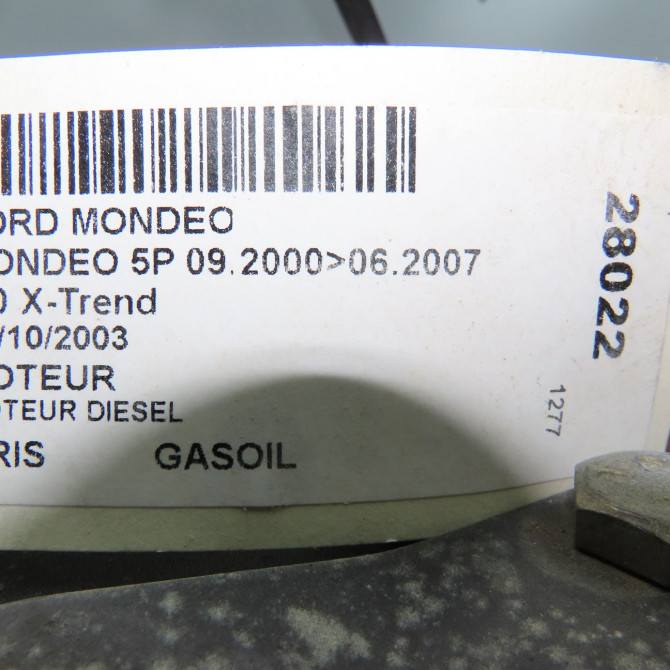 ORD MONDEO
ONDEO 5P 09.2000>06.2007
0 X-Trend
/10/2003
OTEUR
OTEUR DIESEL
RIS GASOIL
28022
1277